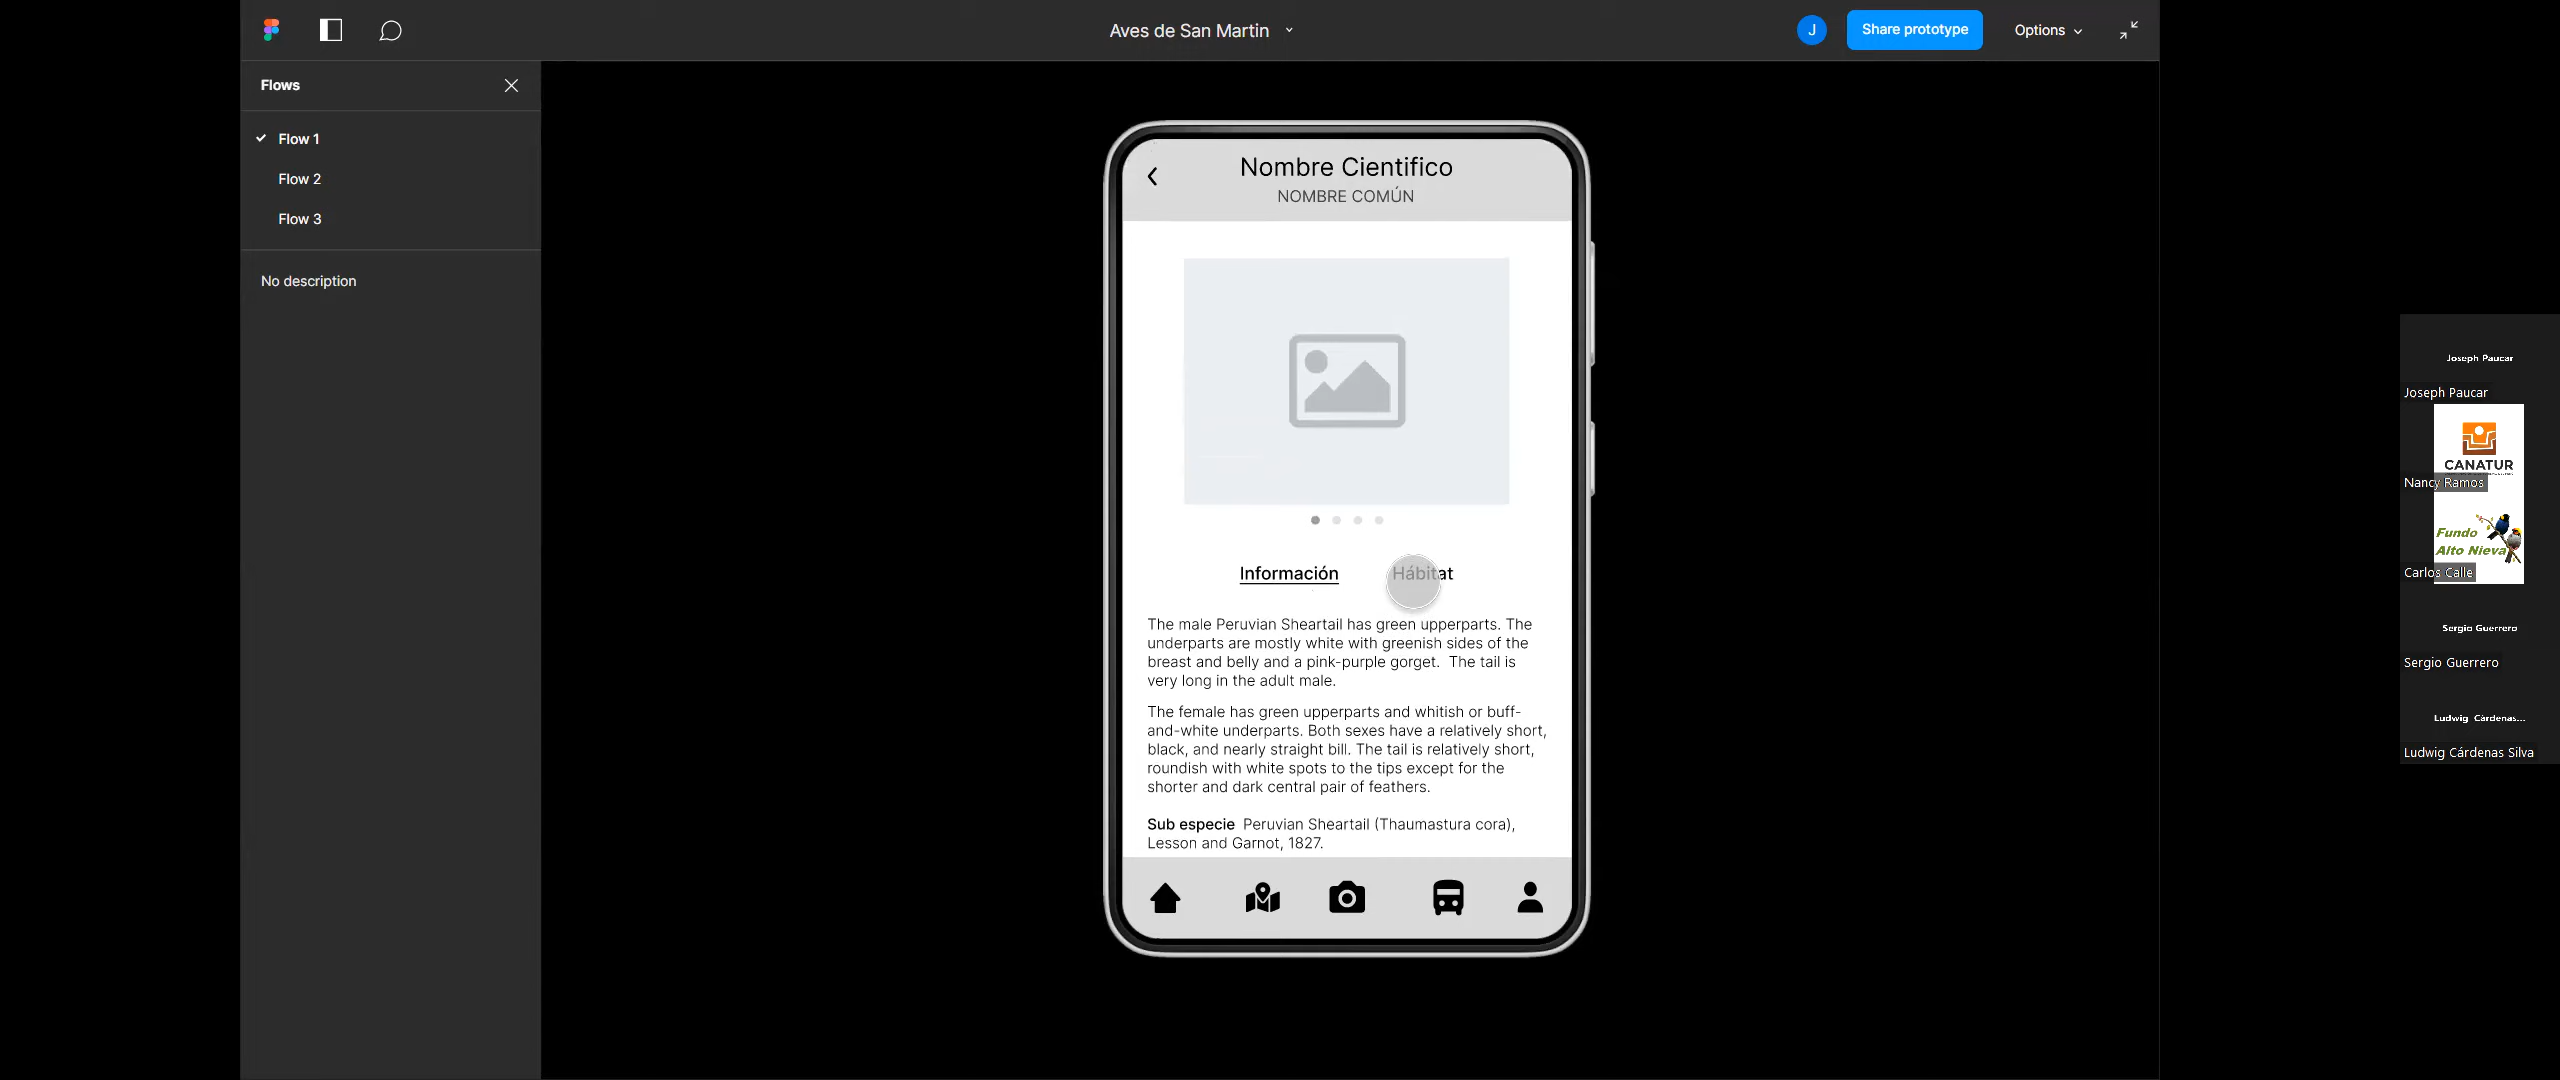 Aves de San Martin
J
Share prototype
Options
Flows
Flow 1
Flow 2
Flow 3
No description
Nombre Cientifico
NOMBRE COMÚN
Información
Hábitat
The male Peruvian Sheartail has green upperparts. The
underparts are mostly white with greenish sides of the
breast and belly and a pink-purple gorget.  The tail is
very long in the adult male.
The female has green upperparts and whitish or buff-
and-white underparts. Both sexes have a relatively short,
black, and nearly straight bill. The tail is relatively short,
roundish with white spots to the tips except for the
shorter and dark central pair of feathers.
Sub especie  Peruvian Sheartail (Thaumastura cora),
Lesson and Garnot, 1827.
Joseph Paucar
Joseph Paucar
CANATUR
Nancy Ramos
Fundo
Alto Nieva
Carlos Calle
Sergio Guerrero
Sergio Guerrero
Ludwig Cárdenas...
Ludwig Cárdenas Silva